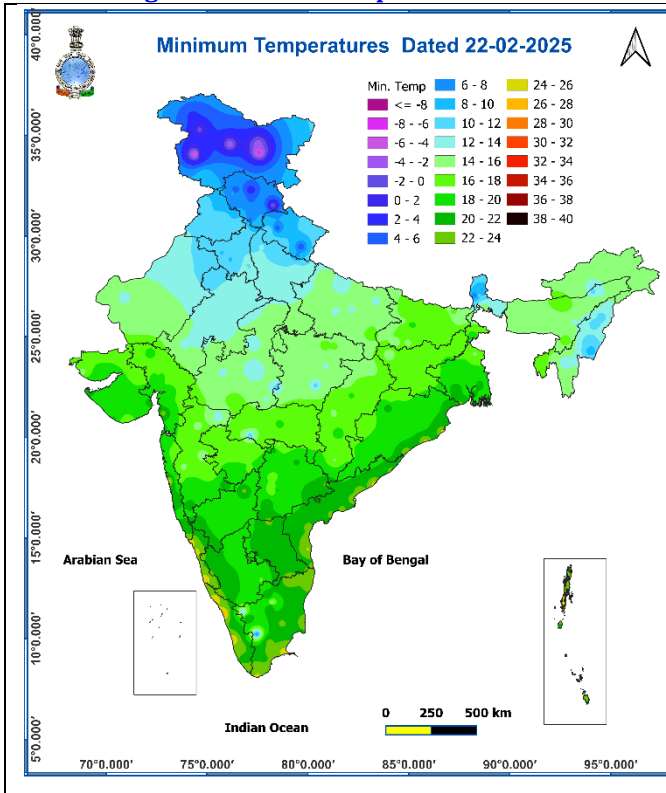 Minimum Temperatures Dated 22-02-2025
Min. Temp
<= -8
-8 - -6
-6 - -4
-4 - -2
-2 - 0
0 - 2
2 - 4
4 - 6
6 - 8
8 - 10
10 - 12
12 - 14
14 - 16
16 - 18
18 - 20
20 - 22
22 - 24
24 - 26
26 - 28
28 - 30
30 - 32
32 - 34
34 - 36
36 - 38
38 - 40
40°0.000'
35°0.000'
30°0.000'
25°0.000'
20°0.000'
15°0.000'
10°0.000'
5°0.000'
Arabian Sea
Bay of Bengal
Indian Ocean
0 250 500 km
70°0.000' 75°0.000' 80°0.000' 85°0.000' 90°0.000' 95°0.000'